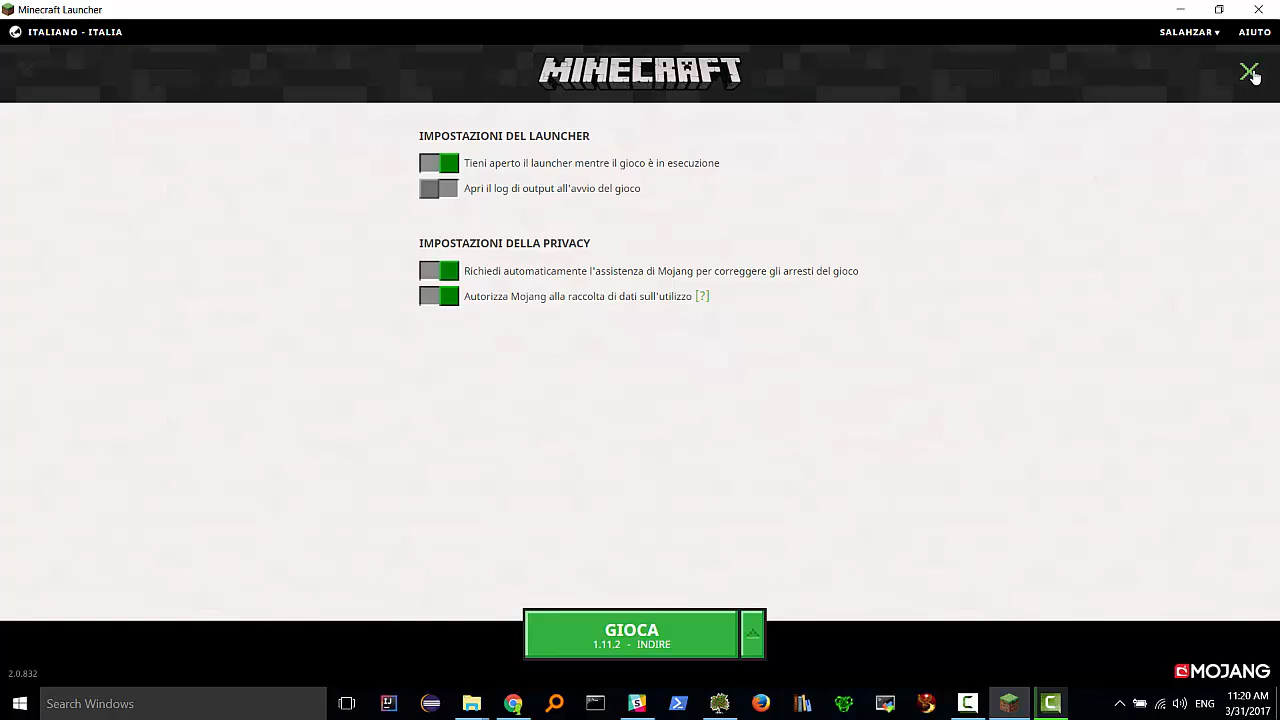 Minecraft Launcher
ITALIANO - ITALIA
SALAHZAR ▾ AIUTO
MINECRAFT
IMPOSTAZIONI DEL LAUNCHER
Tieni aperto il launcher mentre il gioco è in esecuzione
Apri il log di output all'avvio del gioco
IMPOSTAZIONI DELLA PRIVACY
Richiedi automaticamente l'assistenza di Mojang per correggere gli arresti del gioco
Autorizza Mojang alla raccolta di dati sull'utilizzo [?]
GIOCA
1.11.2 - INDIRE
2.0.832
MOJANG
Search Windows
ENG
11:20 AM
3/31/2017